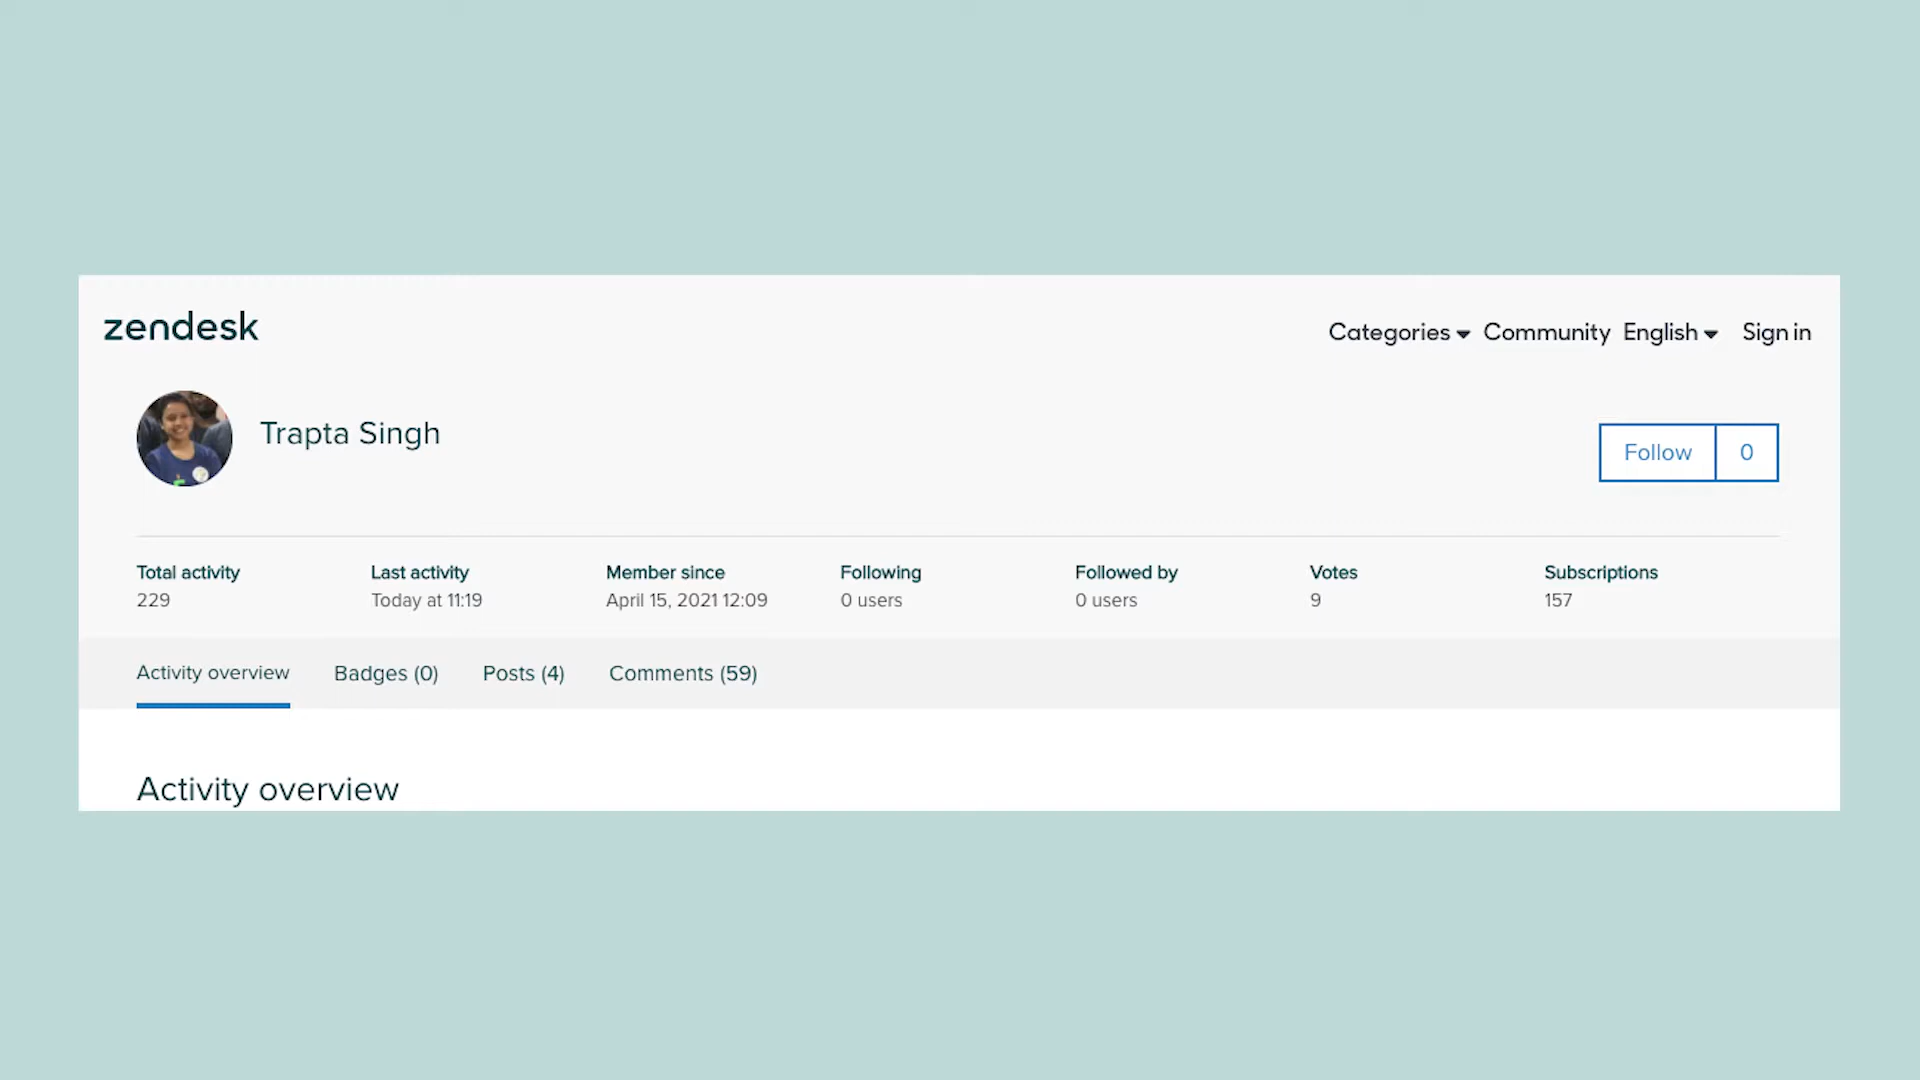 zendesk
Categories Community English Sign in
Trapta Singh
Follow 0
Total activity Last activity Member since Following Followed by Votes Subscriptions
229 Today at 11:19 April 15, 2021 12:09 0 users 0 users 9 157
Activity overview Badges (0) Posts (4) Comments (59)
Activity overview